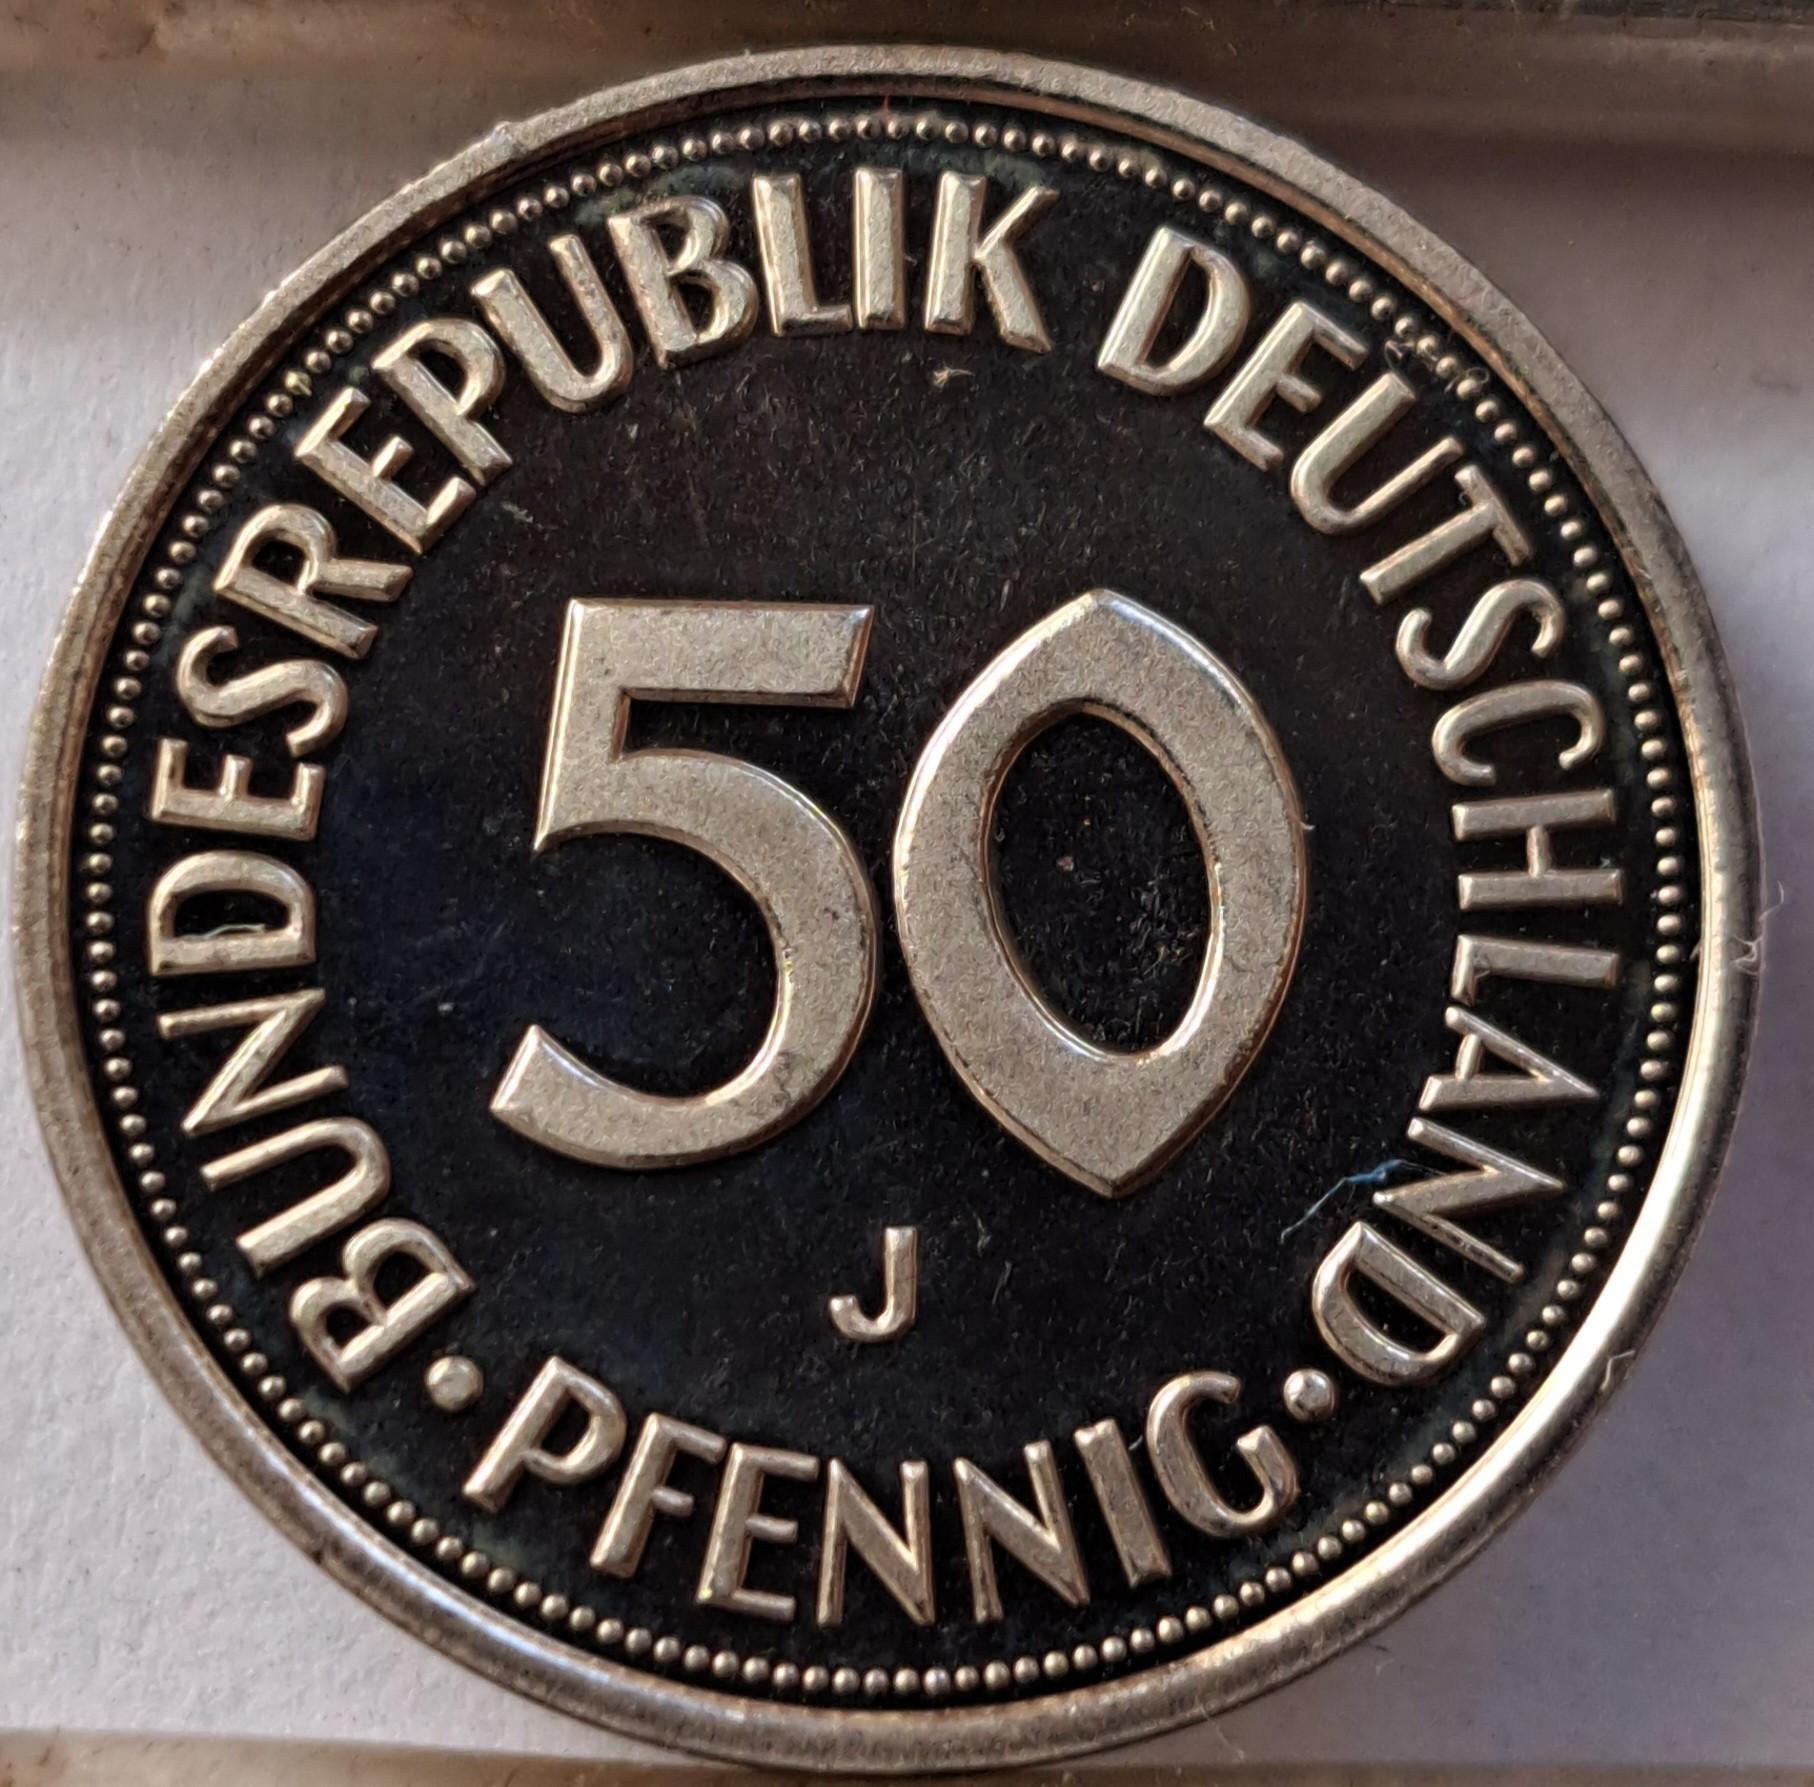 BUNDESREPUBLIK DEUTSCHLAND
50
J
· PFENNIG ·